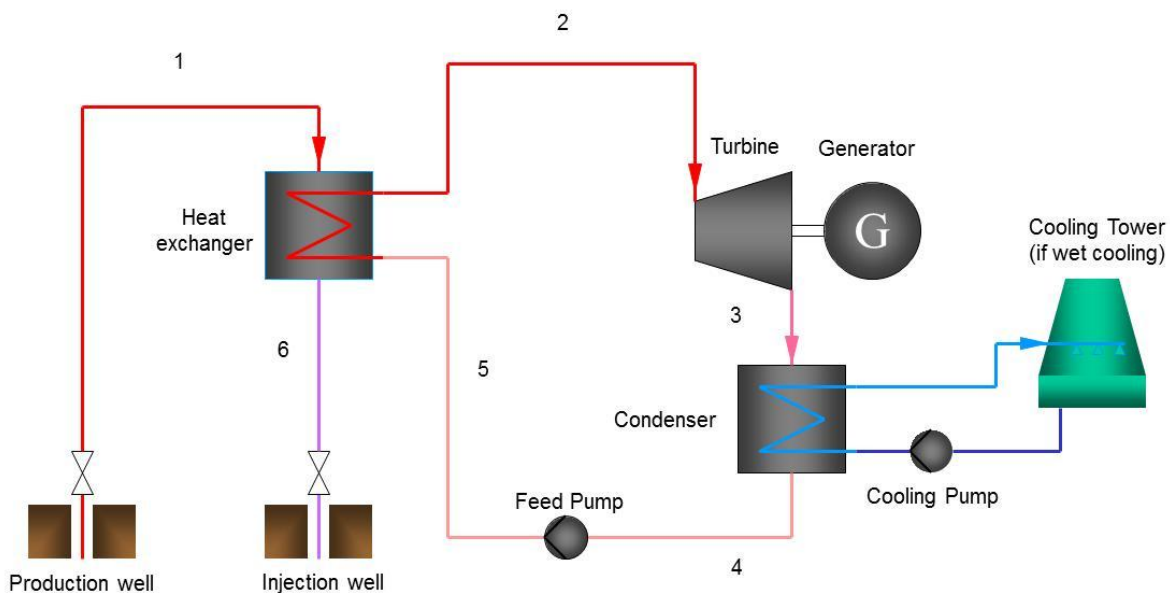 2
1
Turbine
Generator
Heat
exchanger
G
Cooling Tower
(if wet cooling)
3
6
5
Condenser
Feed Pump
Cooling Pump
4
Production well
Injection well